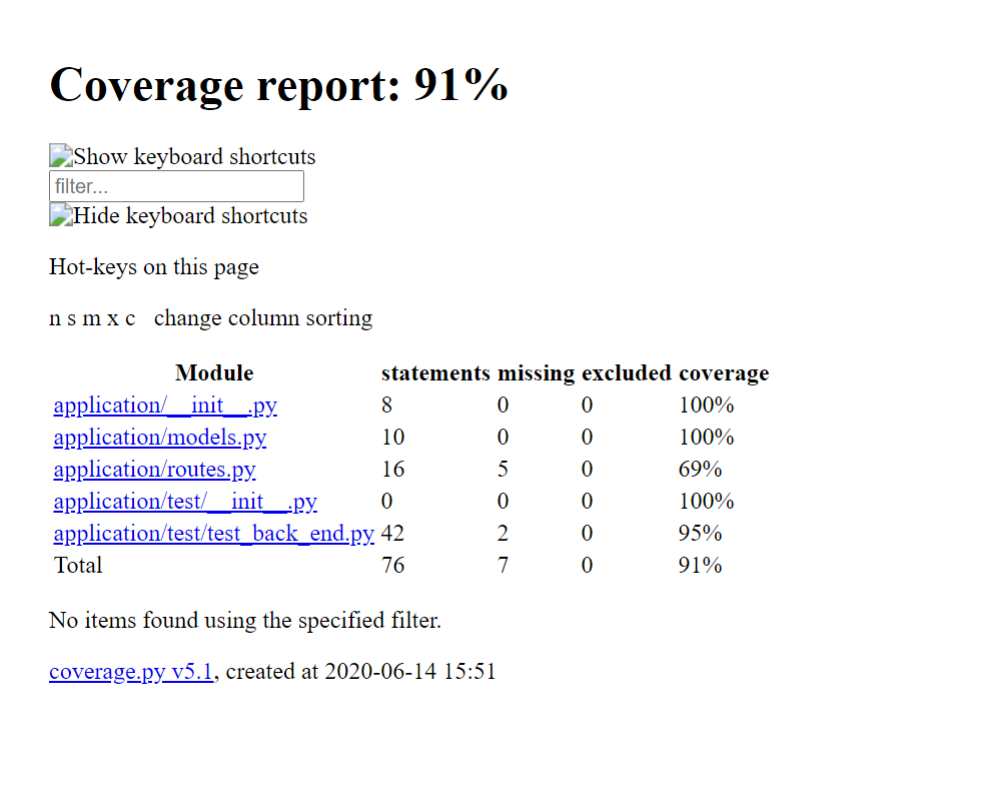 Coverage report: 91%
Show keyboard shortcuts
filter...
Hide keyboard shortcuts
Hot-keys on this page
n s m x c   change column sorting
Module statements missing excluded coverage
application/__init__.py 8 0 0 100%
application/models.py 10 0 0 100%
application/routes.py 16 5 0 69%
application/test/__init__.py 0 0 0 100%
application/test/test_back_end.py 42 2 0 95%
Total 76 7 0 91%
No items found using the specified filter.
coverage.py v5.1, created at 2020-06-14 15:51